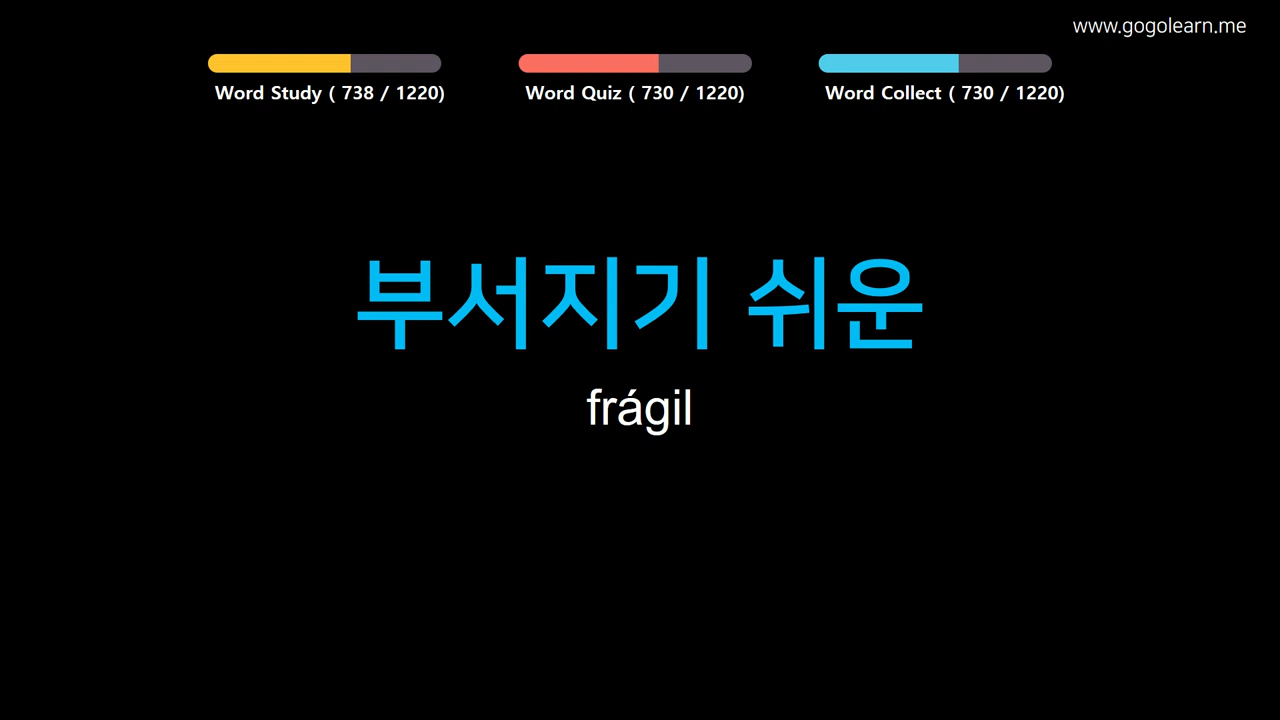 www.gogolearn.me
Word Study ( 738 / 1220)
Word Quiz ( 730 / 1220)
Word Collect ( 730 / 1220)
부서지기 쉬운
frágil